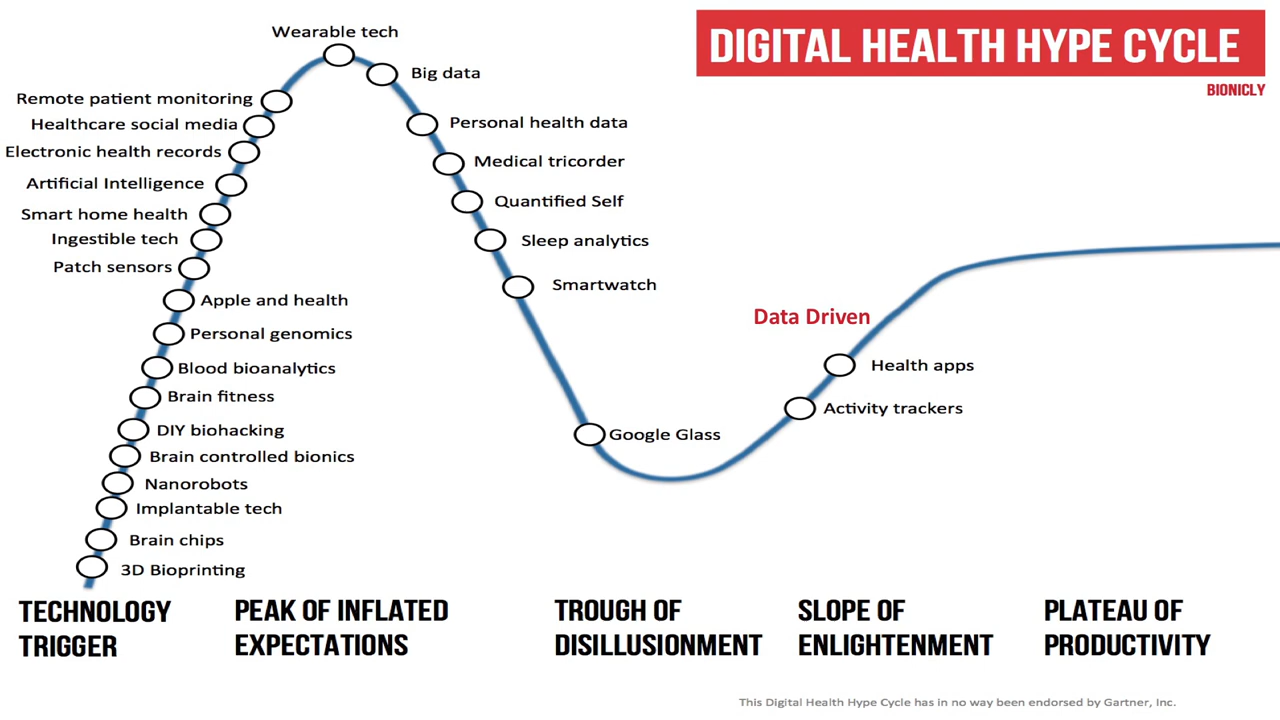 DIGITAL HEALTH HYPE CYCLE
BIONICLY
Wearable tech
Big data
Remote patient monitoring
Personal health data
Healthcare social media
Electronic health records
Medical tricorder
Artificial Intelligence
Quantified Self
Smart home health
Ingestible tech
Sleep analytics
Patch sensors
Smartwatch
Apple and health
Data Driven
Personal genomics
Blood bioanalytics
Health apps
Brain fitness
Activity trackers
DIY biohacking
Google Glass
Brain controlled bionics
Nanorobots
Implantable tech
Brain chips
3D Bioprinting
TECHNOLOGY
TRIGGER
PEAK OF INFLATED
EXPECTATIONS
TROUGH OF
DISILLUSIONMENT
SLOPE OF
ENLIGHTENMENT
PLATEAU OF
PRODUCTIVITY
This Digital Health Hype Cycle has in no way been endorsed by Gartner, Inc.